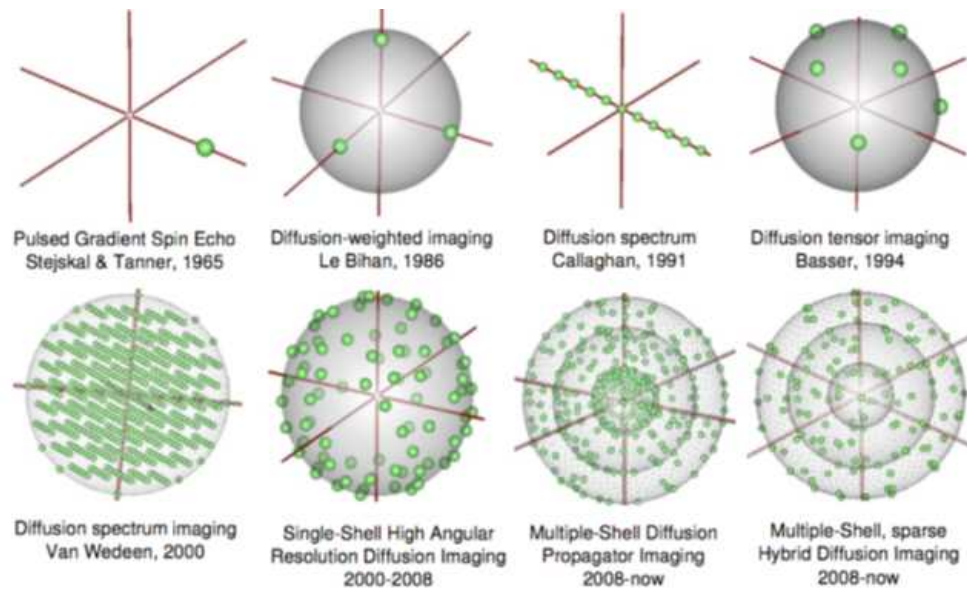 Pulsed Gradient Spin Echo
Stejskal & Tanner, 1965
Diffusion-weighted imaging
Le Bihan, 1986
Diffusion spectrum
Callaghan, 1991
Diffusion tensor imaging
Basser, 1994
Diffusion spectrum imaging
Van Wedeen, 2000
Single-Shell High Angular
Resolution Diffusion Imaging
2000-2008
Multiple-Shell Diffusion
Propagator Imaging
2008-now
Multiple-Shell, sparse
Hybrid Diffusion Imaging
2008-now